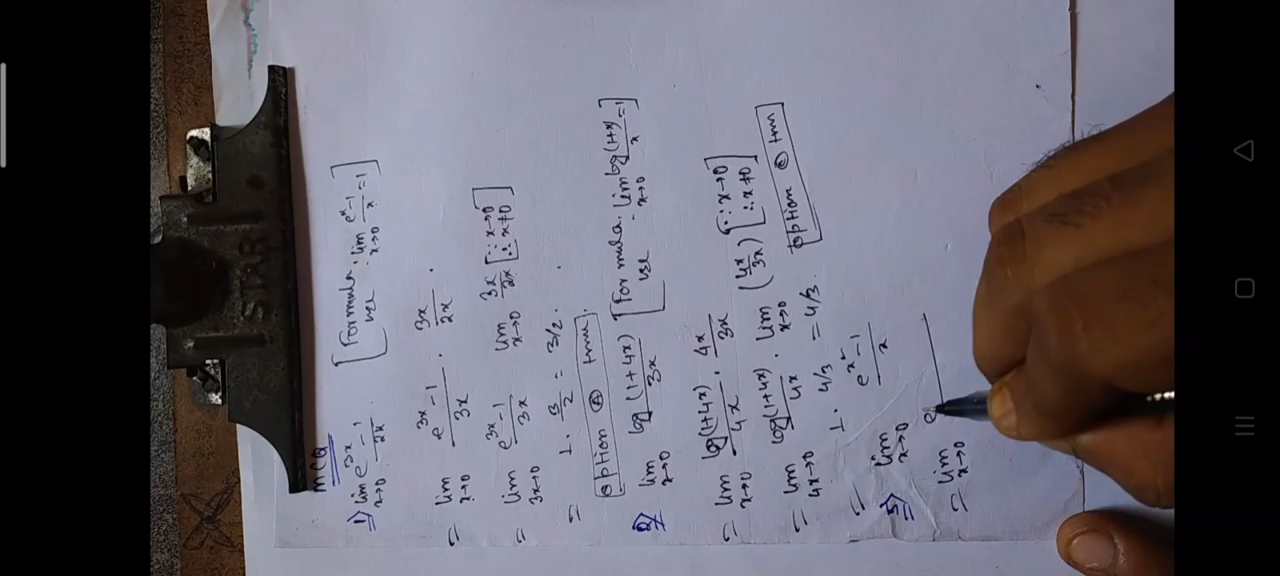 STAR
MCQ
1) lim x→0 e^3x − 1 / 2x [Formula use : lim x→0 e^x − 1 / x = 1]
= lim x→0 e^3x − 1 / 3x · 3x / 2x .
= lim 3x→0 e^3x − 1 / 3x lim x→0 3x / 2x [∵ x→0 ∴ x≠0]
= 1 . 3/2 = 3/2 .
option Ⓐ
lim x→0 log(1+4x) / 3x [Formula use . lim x→0 log(1+x) / x = 1]
= lim x→0 log(1+4x) / 4x . 4x / 3x
= lim 4x→0 log(1+4x) / 4x . lim x→0 (4x / 3x) [∵ x→0 ∴ x≠0]
= 1 . 4/3 = 4/3 . option
lim x→0 e^x² − 1 / x
= lim x→0 e